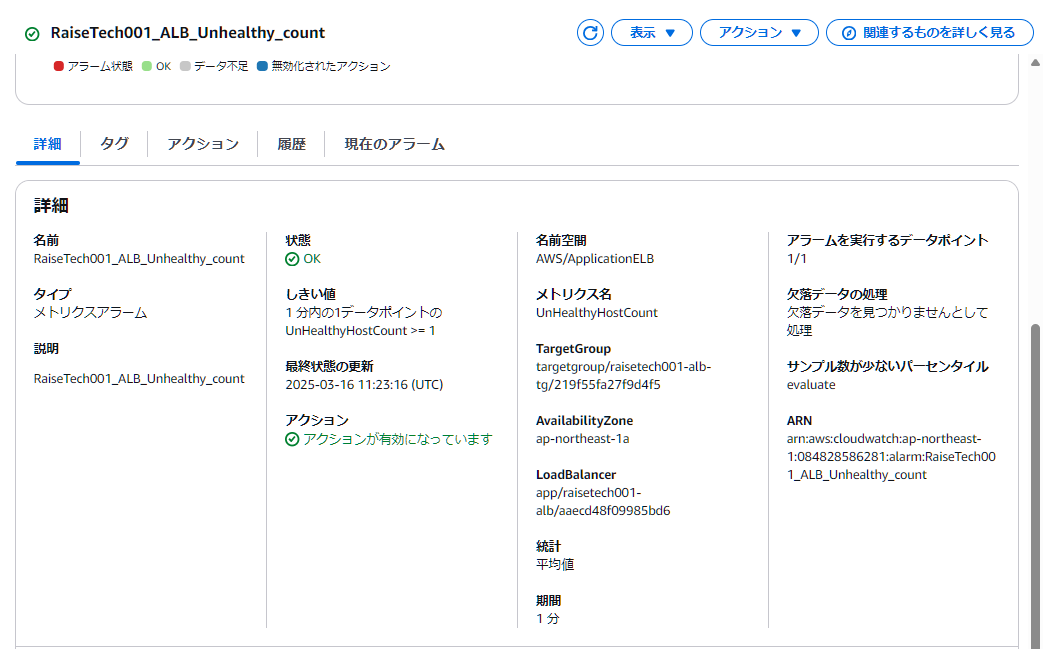 RaiseTech001_ALB_Unhealthy_count
表示 ▼
アクション ▼
関連するものを詳しく見る
アラーム状態 OK データ不足 無効化されたアクション
詳細 タグ アクション 履歴 現在のアラーム
詳細
名前
RaiseTech001_ALB_Unhealthy_count
タイプ
メトリクスアラーム
説明
RaiseTech001_ALB_Unhealthy_count
状態
OK
しきい値
1 分内の1データポイントの
UnHealthyHostCount >= 1
最終状態の更新
2025-03-16 11:23:16 (UTC)
アクション
アクションが有効になっています
名前空間
AWS/ApplicationELB
メトリクス名
UnHealthyHostCount
TargetGroup
targetgroup/raisetech001-alb-
tg/219f55fa27f9d4f5
AvailabilityZone
ap-northeast-1a
LoadBalancer
app/raisetech001-
alb/aaecd48f09985bd6
統計
平均値
期間
1 分
アラームを実行するデータポイント
1/1
欠落データの処理
欠落データを見つかりませんとして
処理
サンプル数が少ないパーセンタイル
evaluate
ARN
arn:aws:cloudwatch:ap-northeast-
1:084828586281:alarm:RaiseTech00
1_ALB_Unhealthy_count